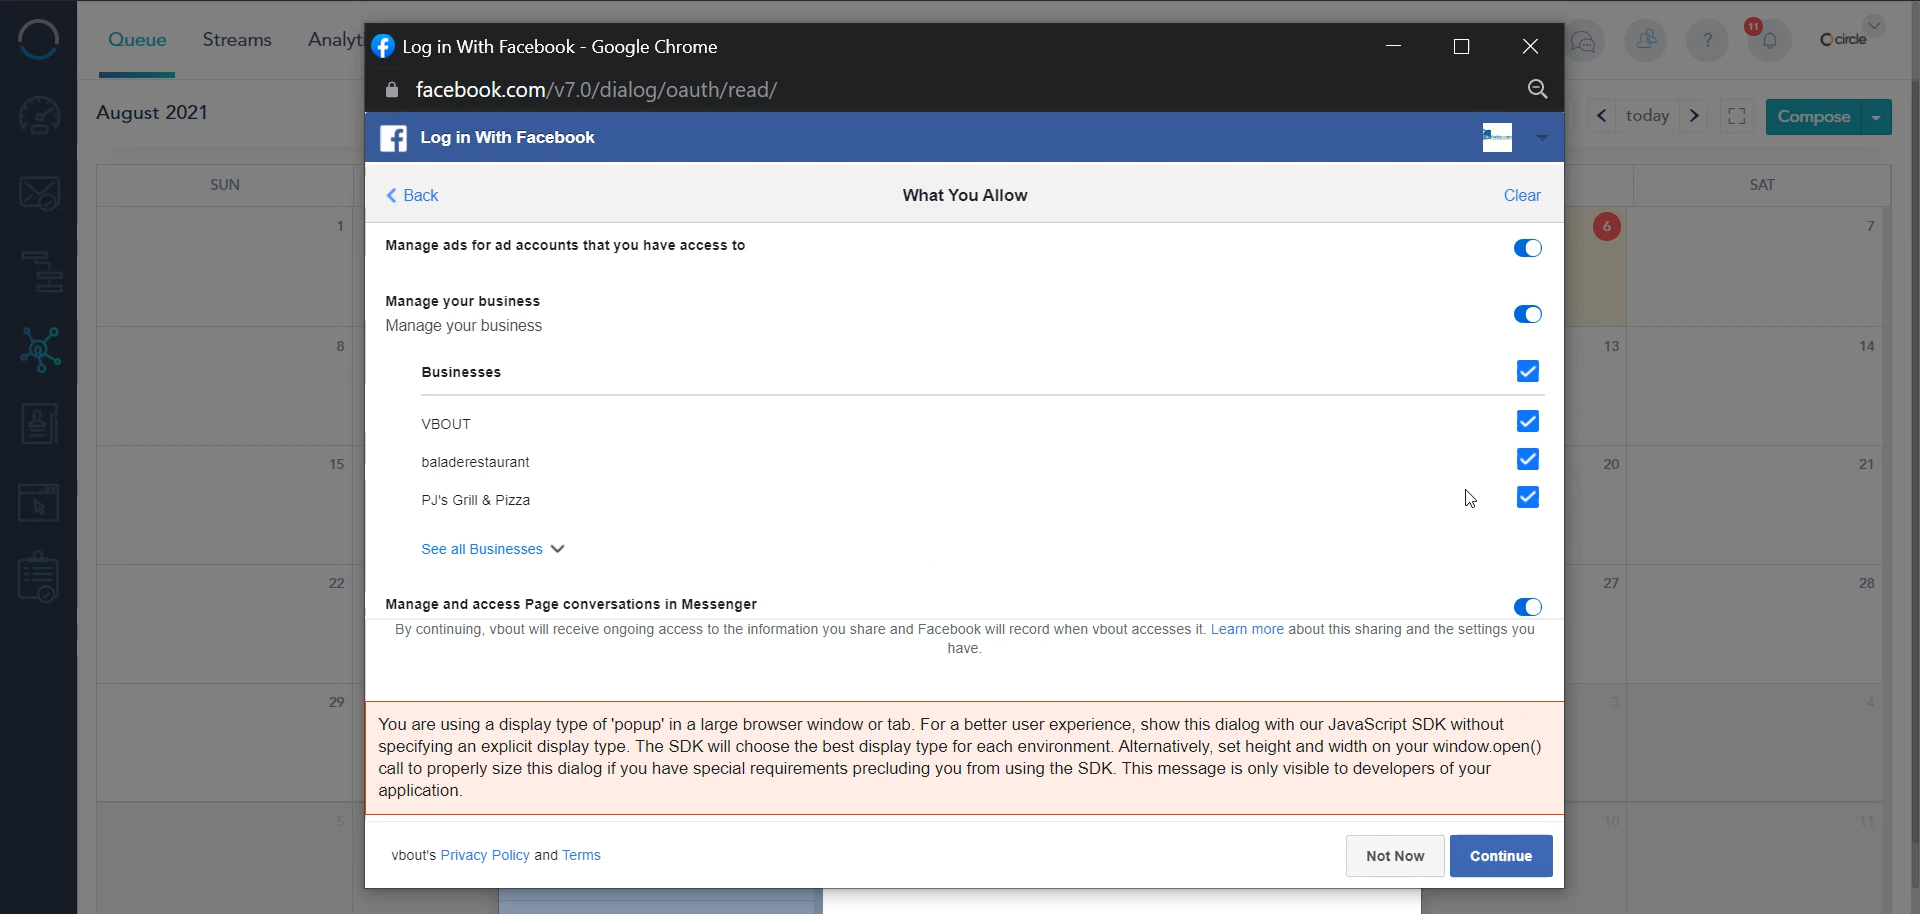 Log in With Facebook - Google Chrome
facebook.com/v7.0/dialog/oauth/read/
Queue Streams Analyt
? 11 circle
August 2021
today Compose
Log in With Facebook
Back What You Allow Clear
SUN SAT
1 6 7
Manage ads for ad accounts that you have access to
Manage your business
Manage your business
8 13 14
Businesses
VBOUT
baladerestaurant
15 20 21
PJ's Grill & Pizza
See all Businesses
22 27 28
Manage and access Page conversations in Messenger
By continuing, vbout will receive ongoing access to the information you share and Facebook will record when vbout accesses it. Learn more about this sharing and the settings you
have.
29 3 4
You are using a display type of 'popup' in a large browser window or tab. For a better user experience, show this dialog with our JavaScript SDK without
specifying an explicit display type. The SDK will choose the best display type for each environment. Alternatively, set height and width on your window.open()
call to properly size this dialog if you have special requirements precluding you from using the SDK. This message is only visible to developers of your
application.
5 10 11
vbout's Privacy Policy and Terms
Not Now Continue